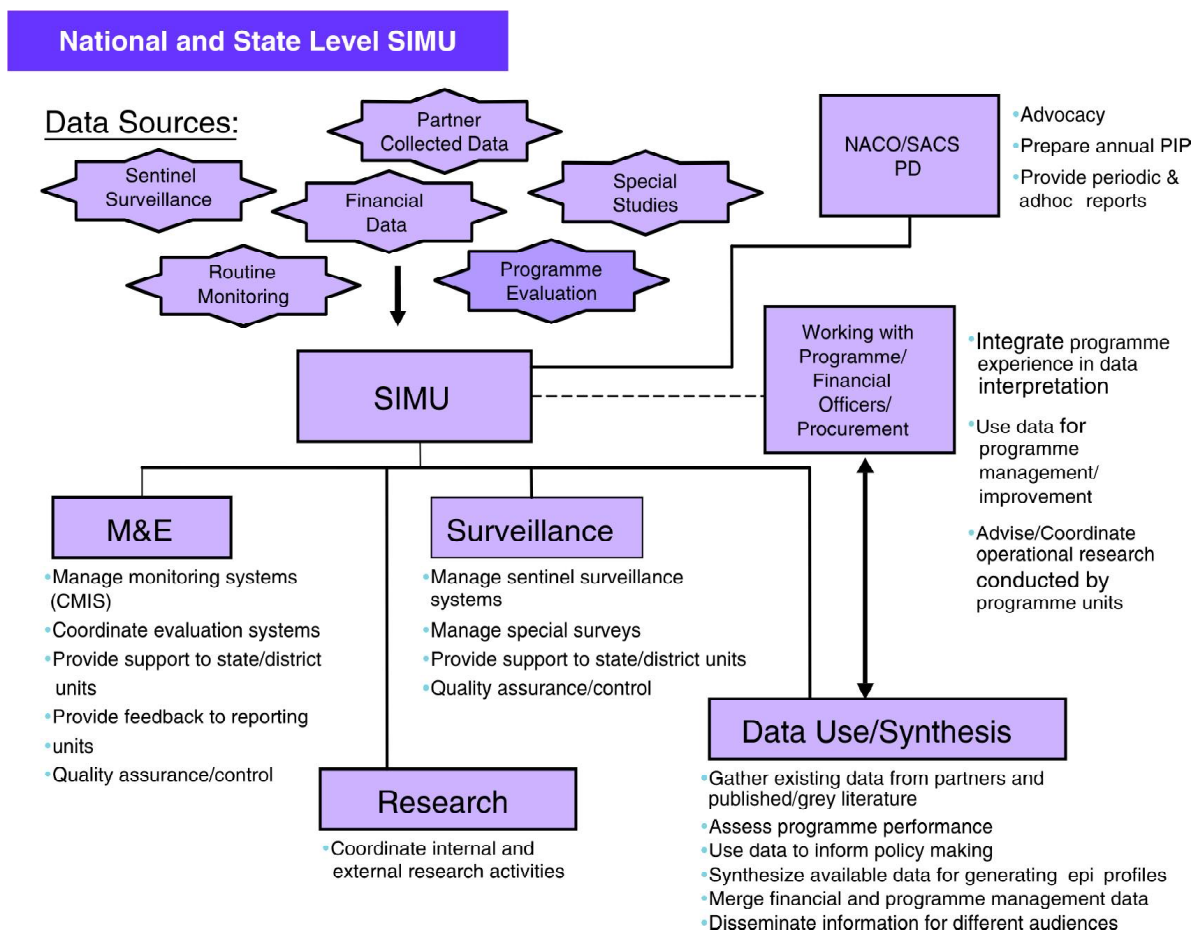 National and State Level SIMU
Data Sources:
Partner
Collected Data
Sentinel
Surveillance
Financial
Data
Special
Studies
Routine
Monitoring
Programme
Evaluation
NACO/SACS
PD
•Advocacy
•Prepare annual PIP
•Provide periodic &
adhoc reports
SIMU
Working with
Programme/
Financial
Officers/
Procurement
•Integrate programme
experience in data
interpretation
•Use data for
programme
management/
improvement
•Advise/Coordinate
operational research
conducted by
programme units
M&E
•Manage monitoring systems
(CMIS)
•Coordinate evaluation systems
•Provide support to state/district
units
•Provide feedback to reporting
•units
•Quality assurance/control
Surveillance
•Manage sentinel surveillance
systems
•Manage special surveys
•Provide support to state/district units
•Quality assurance/control
Research
•Coordinate internal and
external research activities
Data Use/Synthesis
•Gather existing data from partners and
published/grey literature
•Assess programme performance
•Use data to inform policy making
•Synthesize available data for generating epi profiles
•Merge financial and programme management data
•Disseminate information for different audiences